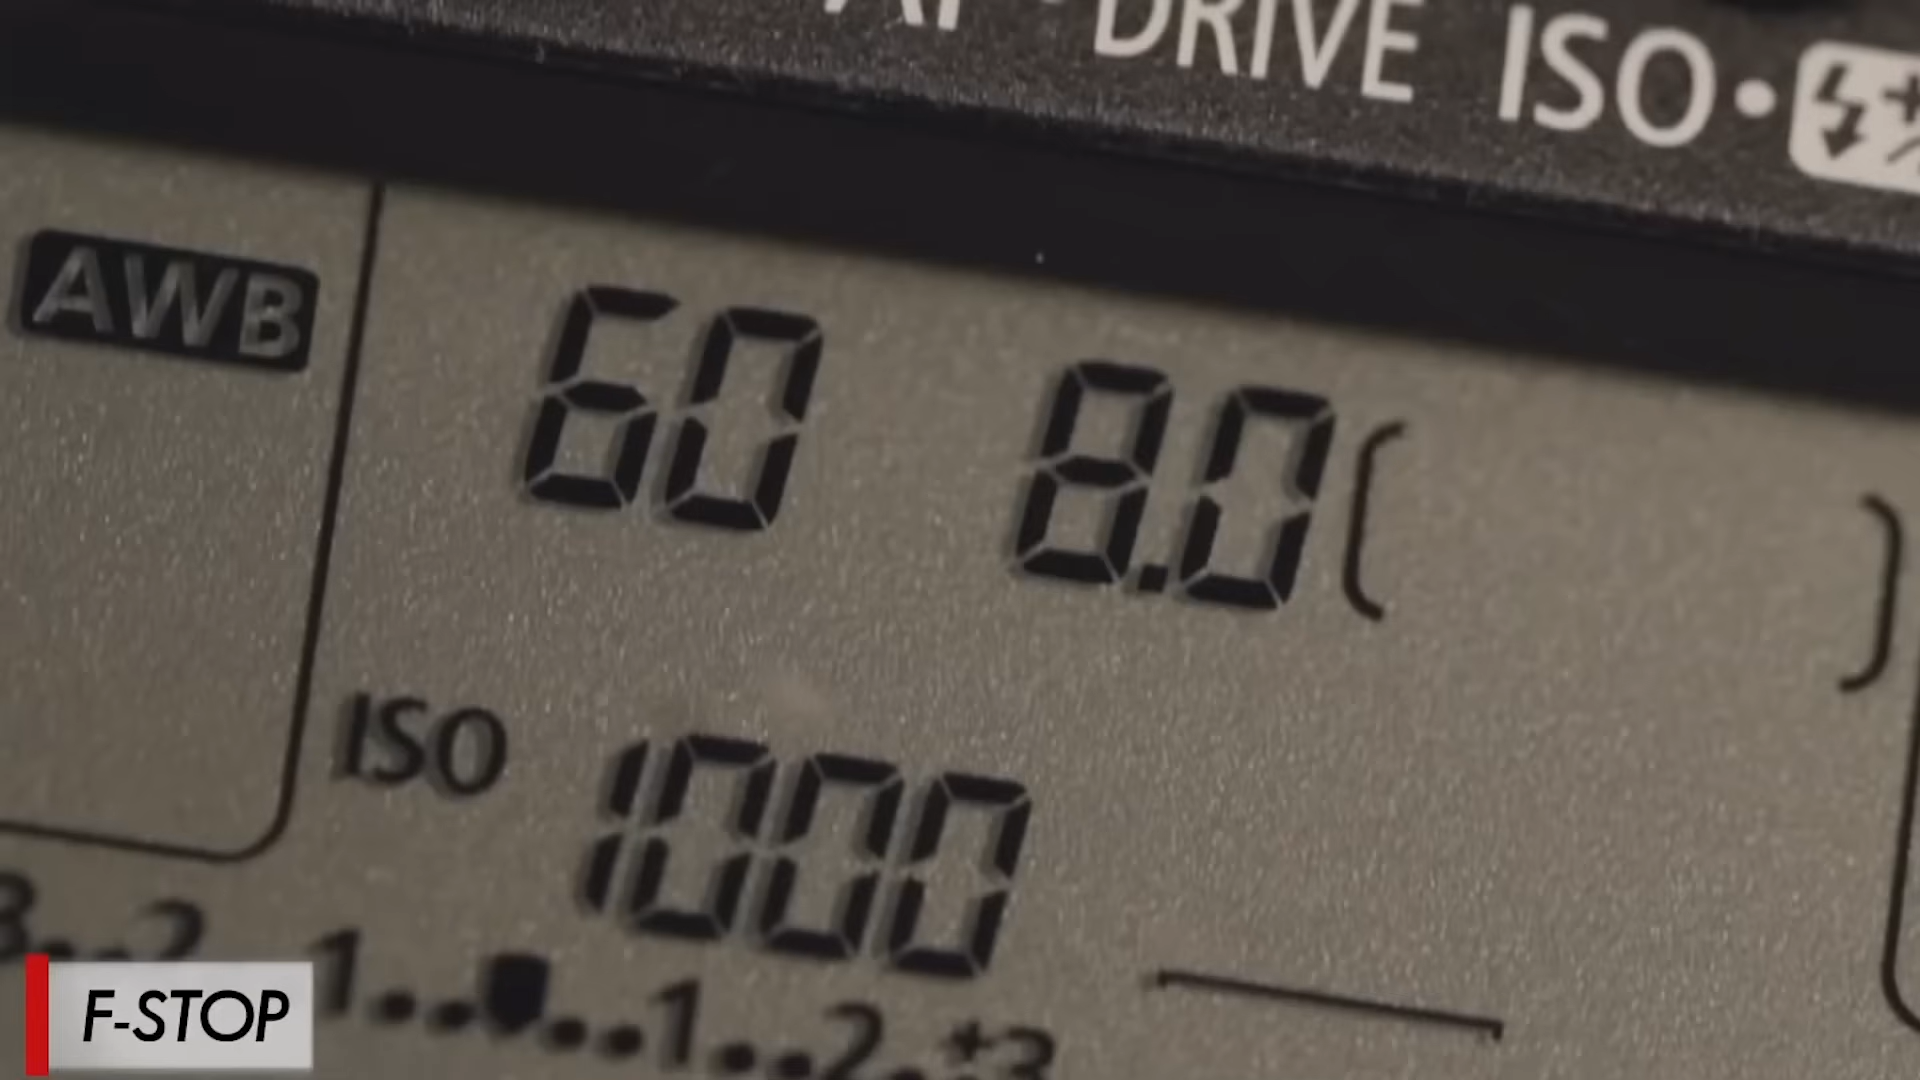 DRIVE ISO •
AWB
60 8.0 ( )
ISO 1000
3..2..1..▮..1..2..+3
F-STOP